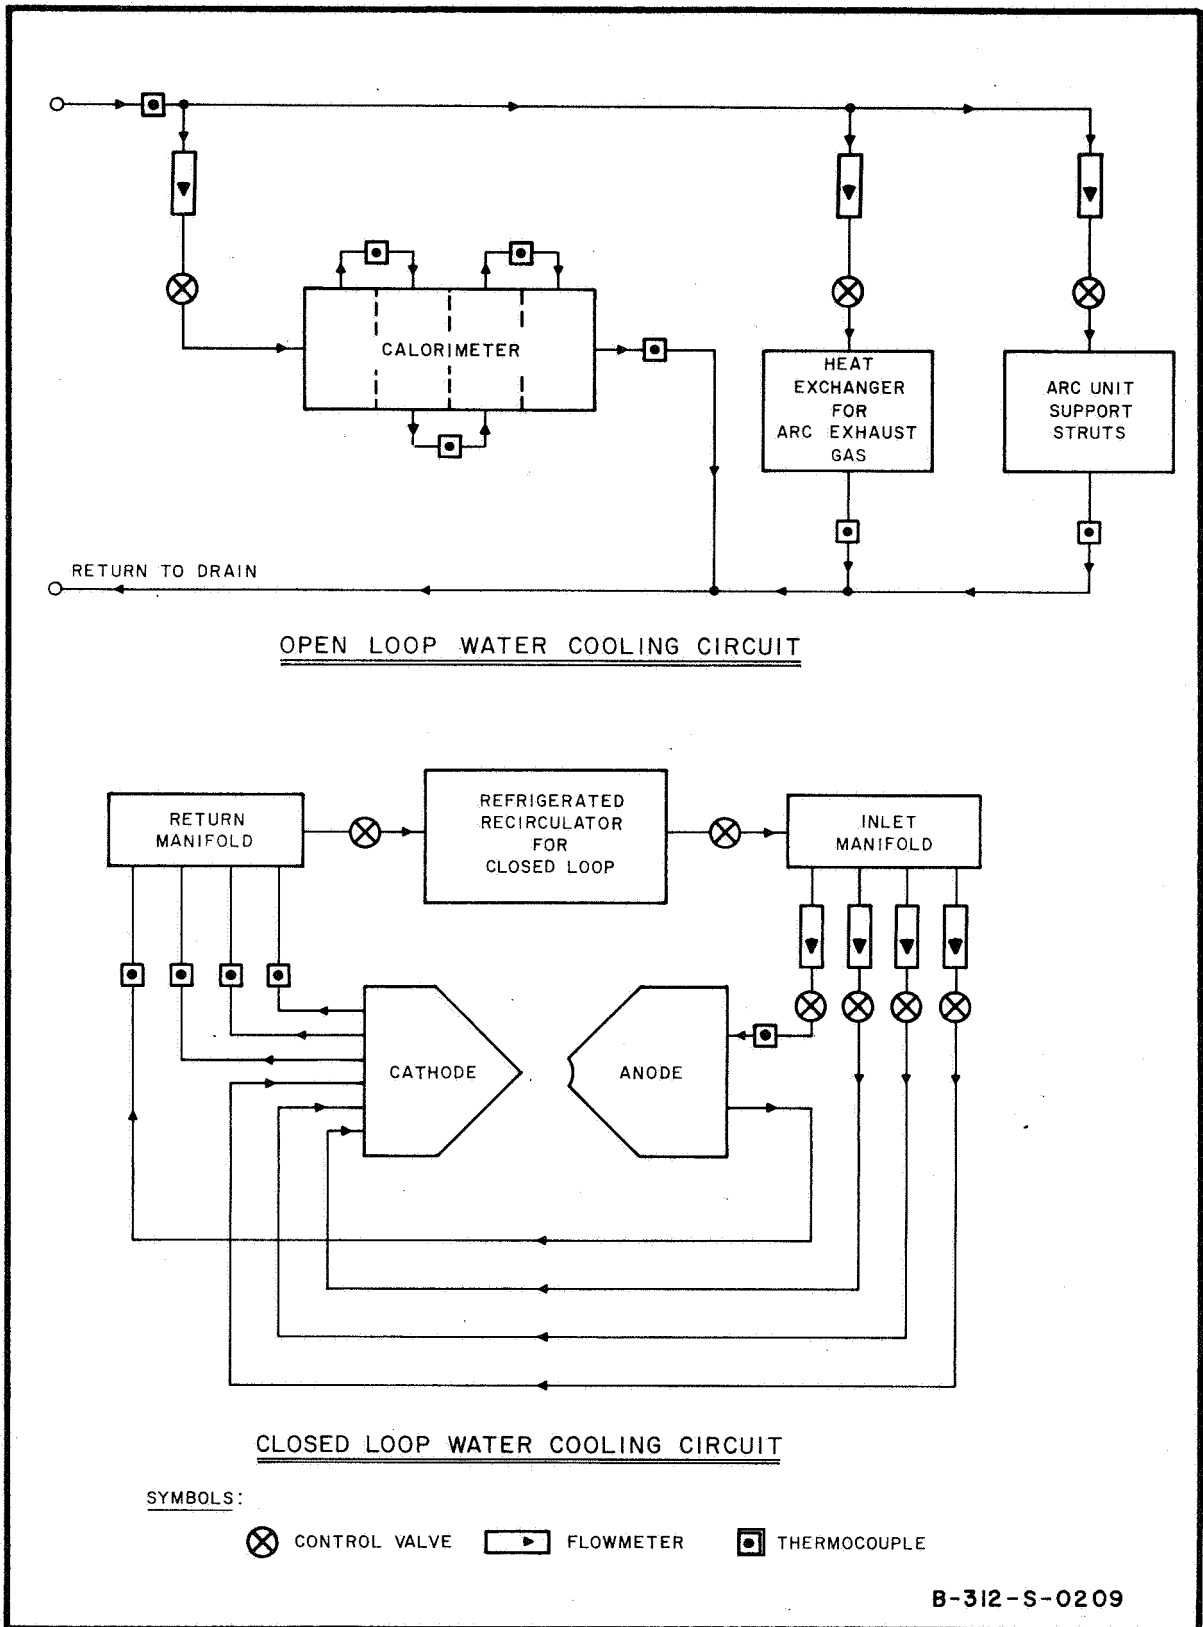 CALORIMETER
HEAT
EXCHANGER
FOR
ARC EXHAUST
GAS
ARC UNIT
SUPPORT
STRUTS
RETURN TO DRAIN
OPEN LOOP WATER COOLING CIRCUIT
RETURN
MANIFOLD
REFRIGERATED
RECIRCULATOR
FOR
CLOSED LOOP
INLET
MANIFOLD
CATHODE
ANODE
CLOSED LOOP WATER COOLING CIRCUIT
SYMBOLS:
CONTROL VALVE
FLOWMETER
THERMOCOUPLE
B-312-S-0209